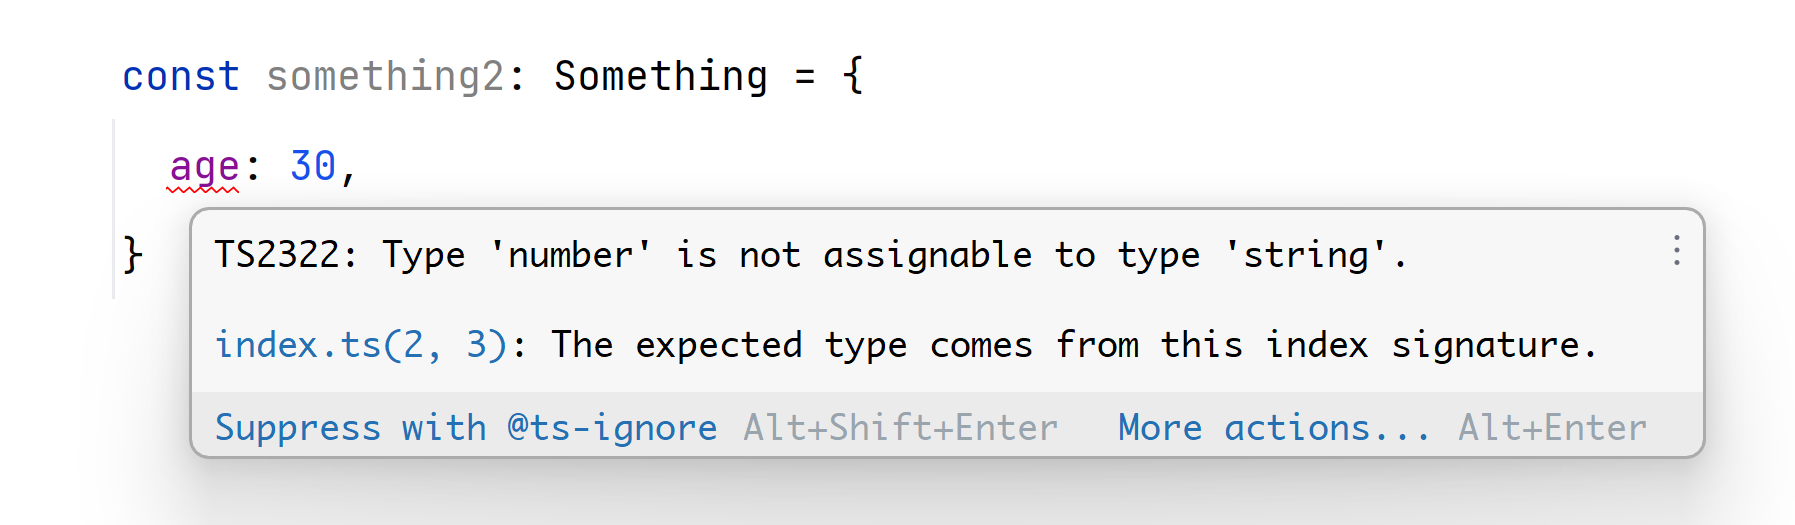 const something2: Something = {
age: 30,
}
TS2322: Type 'number' is not assignable to type 'string'.
index.ts(2, 3): The expected type comes from this index signature.
Suppress with @ts-ignore Alt+Shift+Enter More actions... Alt+Enter